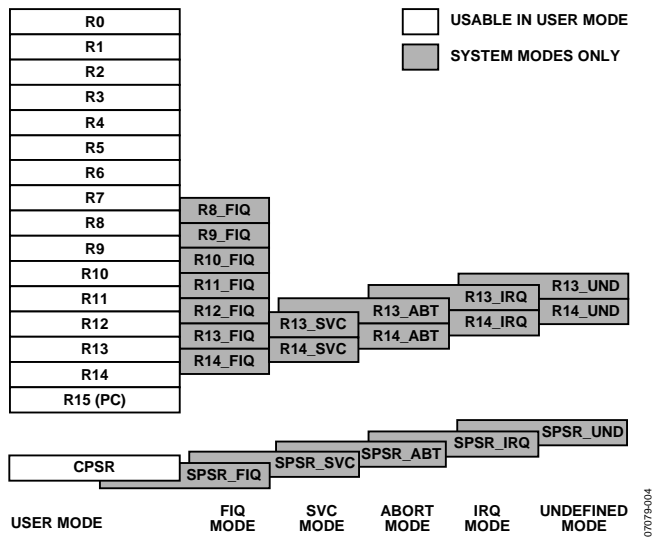 R0
R1
R2
R3
R4
R5
R6
R7
R8
R9
R10
R11
R12
R13
R14
R15 (PC)
CPSR
USER MODE
R8_FIQ
R9_FIQ
R10_FIQ
R11_FIQ
R12_FIQ
R13_FIQ
R14_FIQ
SPSR_FIQ
FIQ
MODE
R13_SVC
R14_SVC
SPSR_SVC
SVC
MODE
R13_ABT
R14_ABT
SPSR_ABT
ABORT
MODE
R13_IRQ
R14_IRQ
SPSR_IRQ
IRQ
MODE
R13_UND
R14_UND
SPSR_UND
UNDEFINED
MODE
USABLE IN USER MODE
SYSTEM MODES ONLY
07079-004